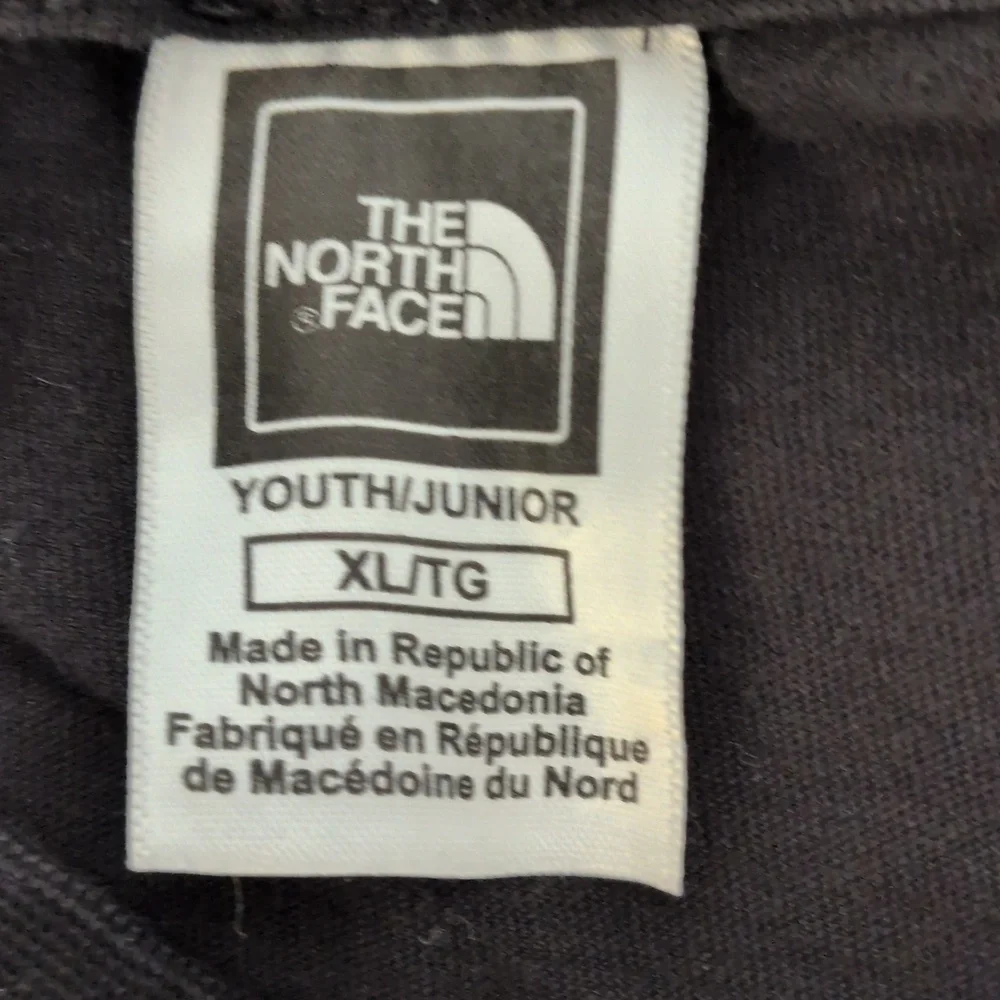 THE
NORTH
®FACE
YOUTH/JUNIOR
XL/TG
Made in Republic of
North Macedonia
Fabriqué en République
de Macédoine du Nord